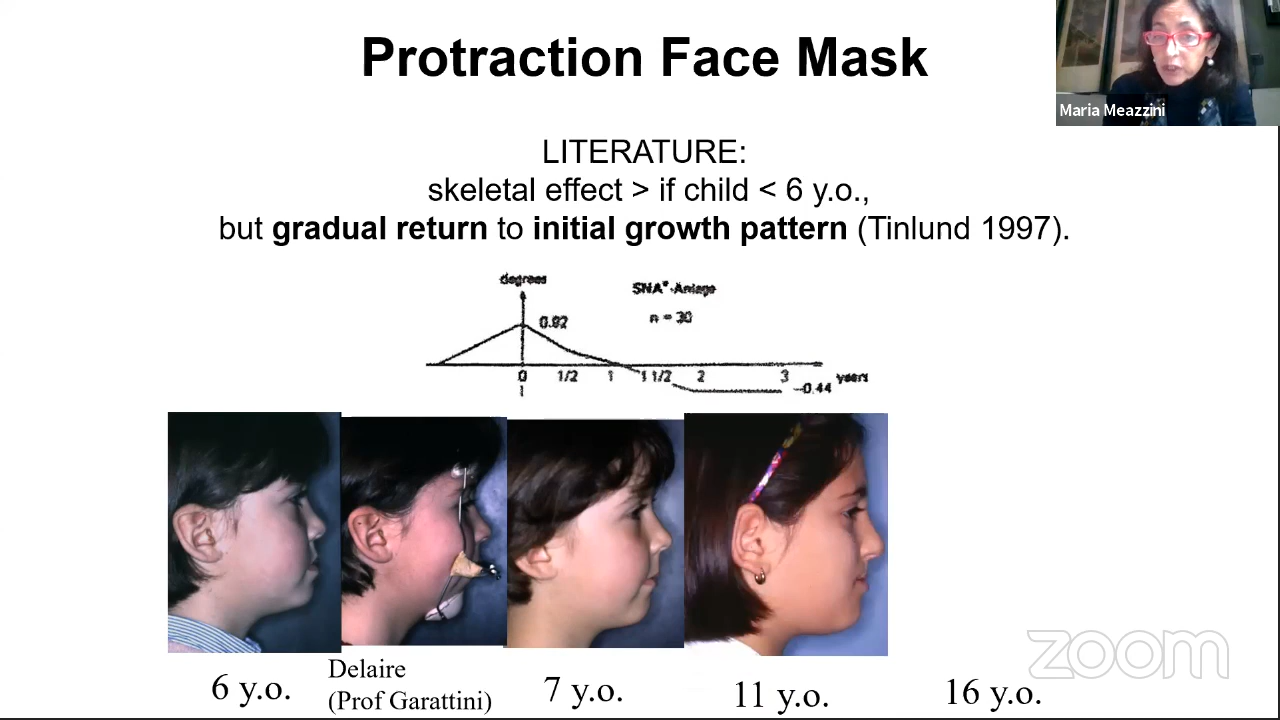 Protraction Face Mask
Maria Meazzini
LITERATURE:
skeletal effect > if child < 6 y.o.,
but gradual return to initial growth pattern (Tinlund 1997).
degrees
SNA*-Anlage
0.92
n = 30
0 1/2 1 1 1/2 2 3 years
1
-0.44
6 y.o.
Delaire
(Prof Garattini)
7 y.o.
11 y.o.
16 y.o.
zoom